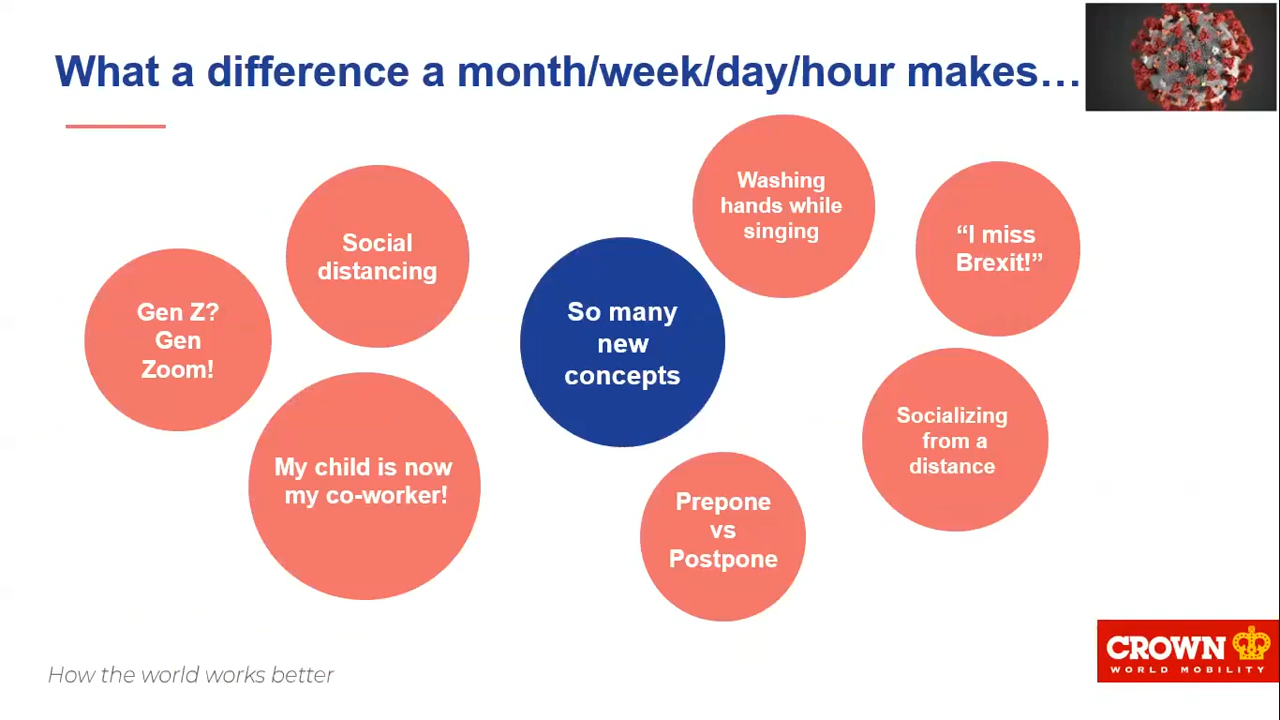 What a difference a month/week/day/hour makes…
Washing
hands while
singing
“I miss
Brexit!”
Social
distancing
Gen Z?
Gen
Zoom!
So many
new
concepts
Socializing
from a
distance
My child is now
my co-worker!
Prepone
vs
Postpone
How the world works better
CROWN
WORLD MOBILITY